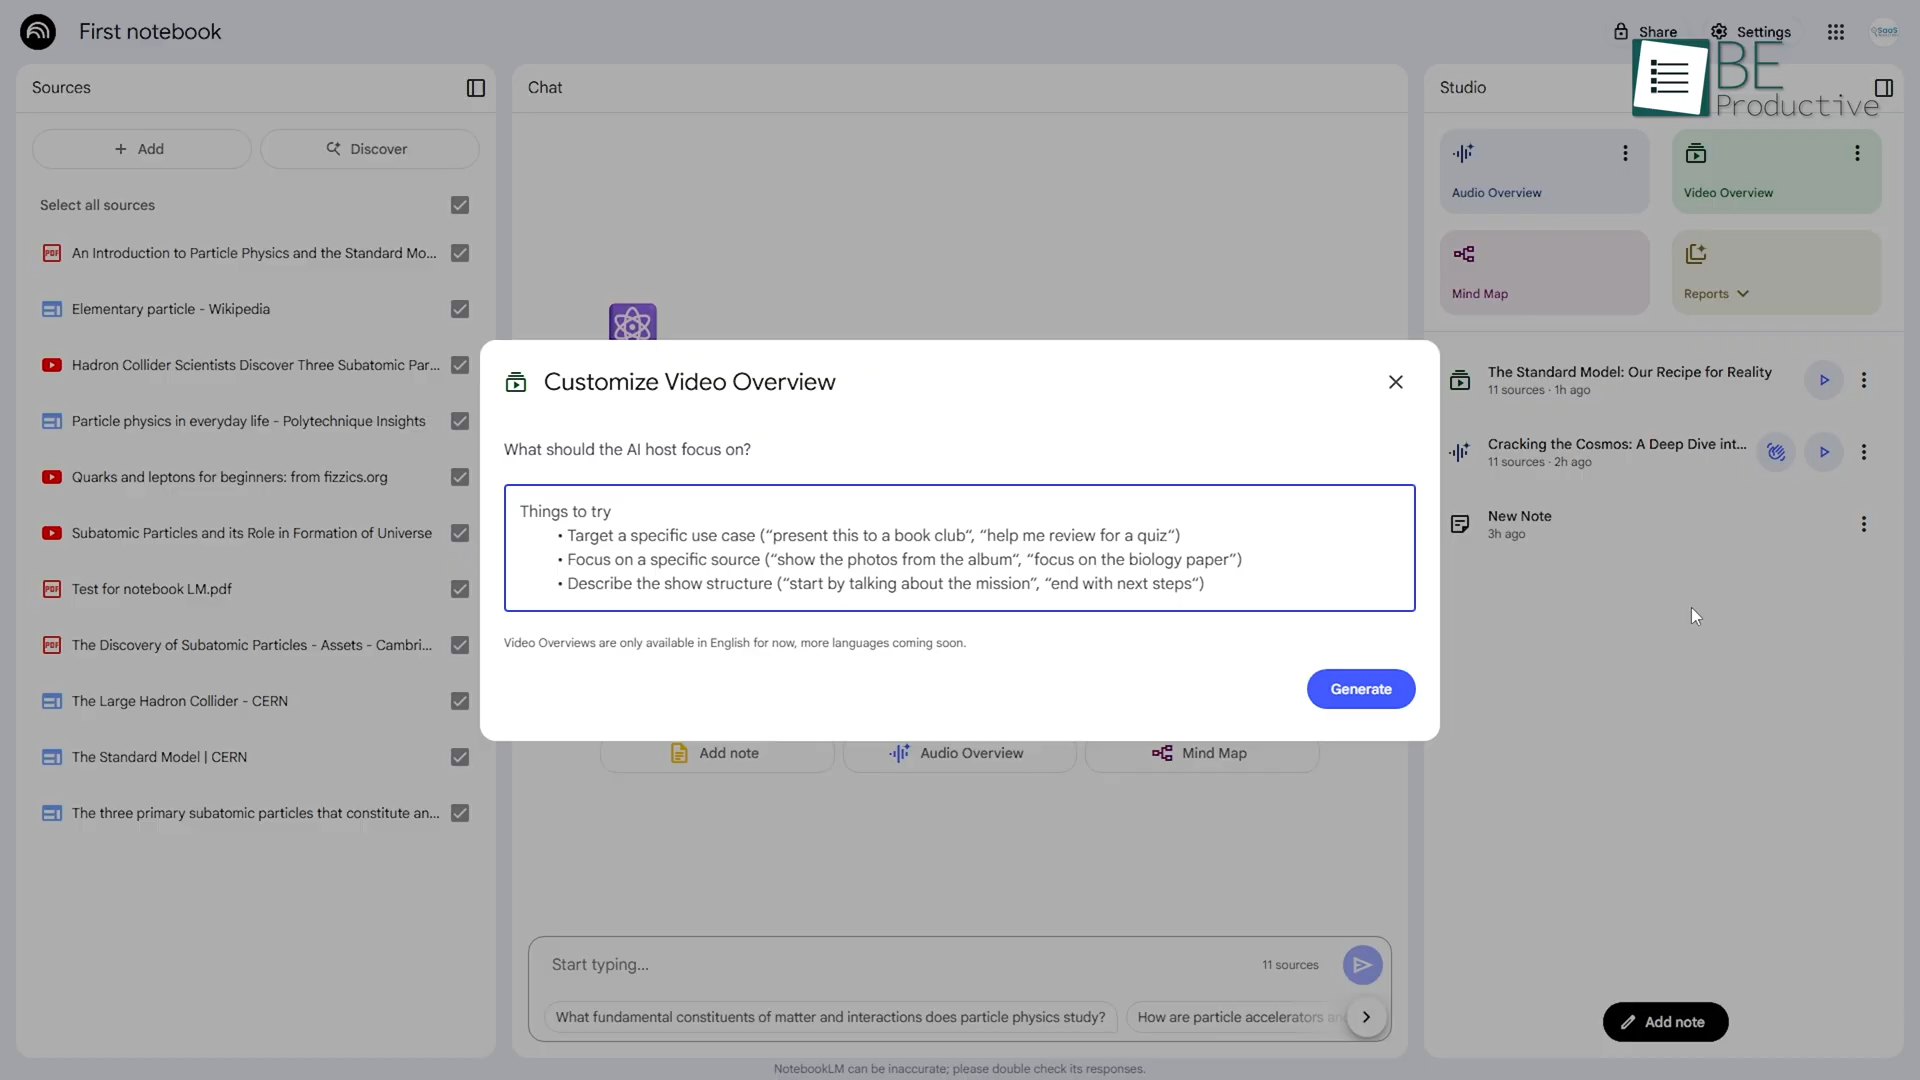 First notebook
Share
Settings
SaaS
BE
Productive
Sources
Add
Discover
Select all sources
An Introduction to Particle Physics and the Standard Mo...
Elementary particle - Wikipedia
Hadron Collider Scientists Discover Three Subatomic Par...
Particle physics in everyday life - Polytechnique Insights
Quarks and leptons for beginners: from fizzics.org
Subatomic Particles and its Role in Formation of Universe
Test for notebook LM.pdf
The Discovery of Subatomic Particles - Assets - Cambri...
The Large Hadron Collider - CERN
The Standard Model | CERN
The three primary subatomic particles that constitute an...
Chat
Customize Video Overview
What should the AI host focus on?
Things to try
• Target a specific use case (“present this to a book club“, “help me review for a quiz“)
• Focus on a specific source (“show the photos from the album“, “focus on the biology paper“)
• Describe the show structure (“start by talking about the mission“, “end with next steps“)
Video Overviews are only available in English for now, more languages coming soon.
Generate
Add note
Audio Overview
Mind Map
Start typing...
11 sources
What fundamental constituents of matter and interactions does particle physics study?
How are particle accelerators an
NotebookLM can be inaccurate; please double check its responses.
Studio
Audio Overview
Video Overview
Mind Map
Reports
The Standard Model: Our Recipe for Reality
11 sources · 1h ago
Cracking the Cosmos: A Deep Dive int...
11 sources · 2h ago
New Note
3h ago
Add note